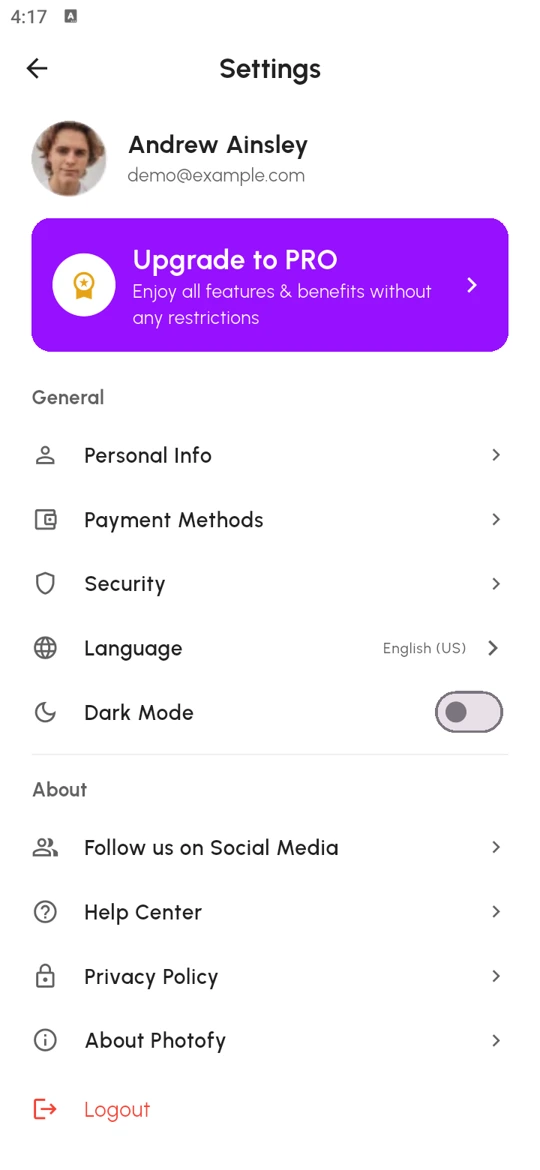 4:17
A
Settings
Andrew Ainsley
demo@example.com
Upgrade to PRO
Enjoy all features & benefits without
any restrictions
General
Personal Info
Payment Methods
Security
Language English (US)
Dark Mode
About
Follow us on Social Media
Help Center
Privacy Policy
About Photofy
Logout